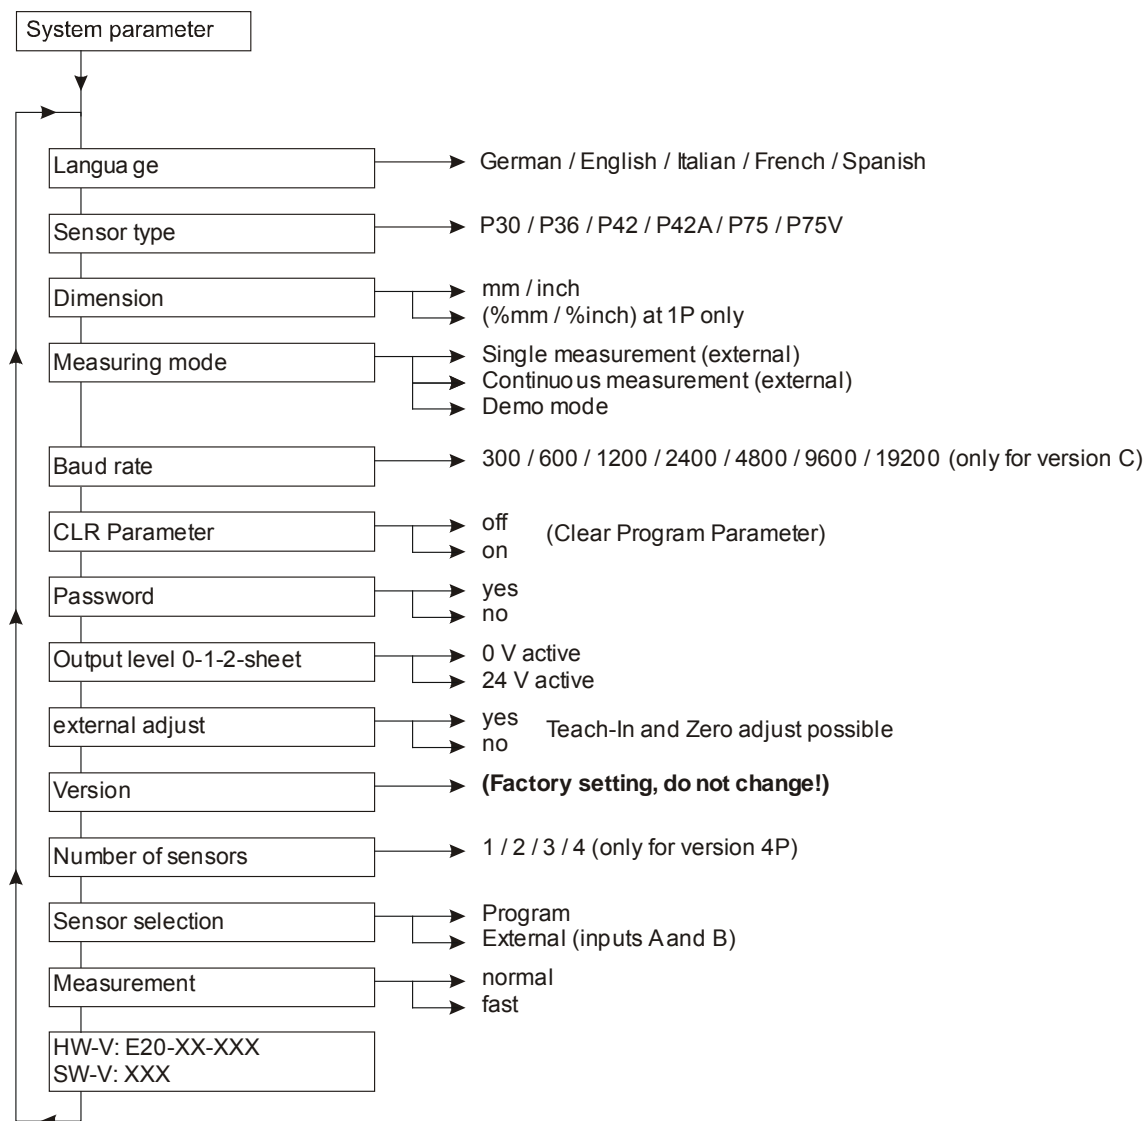 System parameter
Language German / English / Italian / French / Spanish
Sensor type P30 / P36 / P42 / P42A / P75 / P75V
Dimension mm / inch
(%mm / %inch) at 1P only
Measuring mode Single measurement (external)
Continuous measurement (external)
Demo mode
Baud rate 300 / 600 / 1200 / 2400 / 4800 / 9600 / 19200 (only for version C)
CLR Parameter off (Clear Program Parameter)
on
Password yes
no
Output level 0-1-2-sheet 0 V active
24 V active
external adjust yes Teach-In and Zero adjust possible
no
Version (Factory setting, do not change!)
Number of sensors 1 / 2 / 3 / 4 (only for version 4P)
Sensor selection Program
External (inputs A and B)
Measurement normal
fast
HW-V: E20-XX-XXX
SW-V: XXX